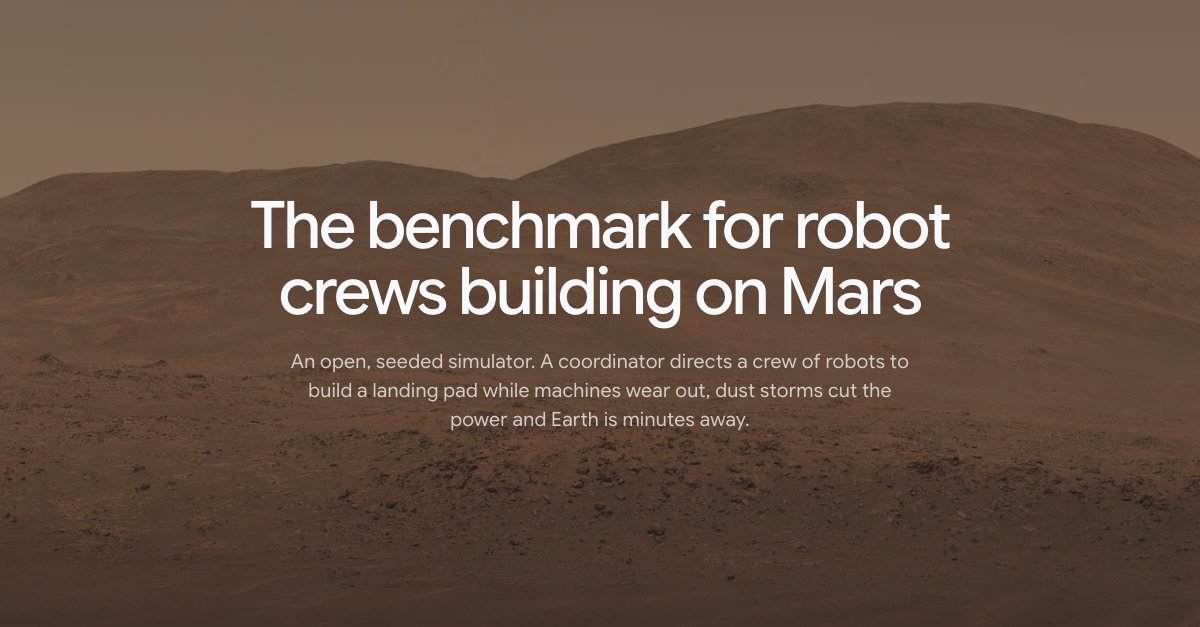 The benchmark for robot
crews building on Mars
An open, seeded simulator. A coordinator directs a crew of robots to
build a landing pad while machines wear out, dust storms cut the
power and Earth is minutes away.